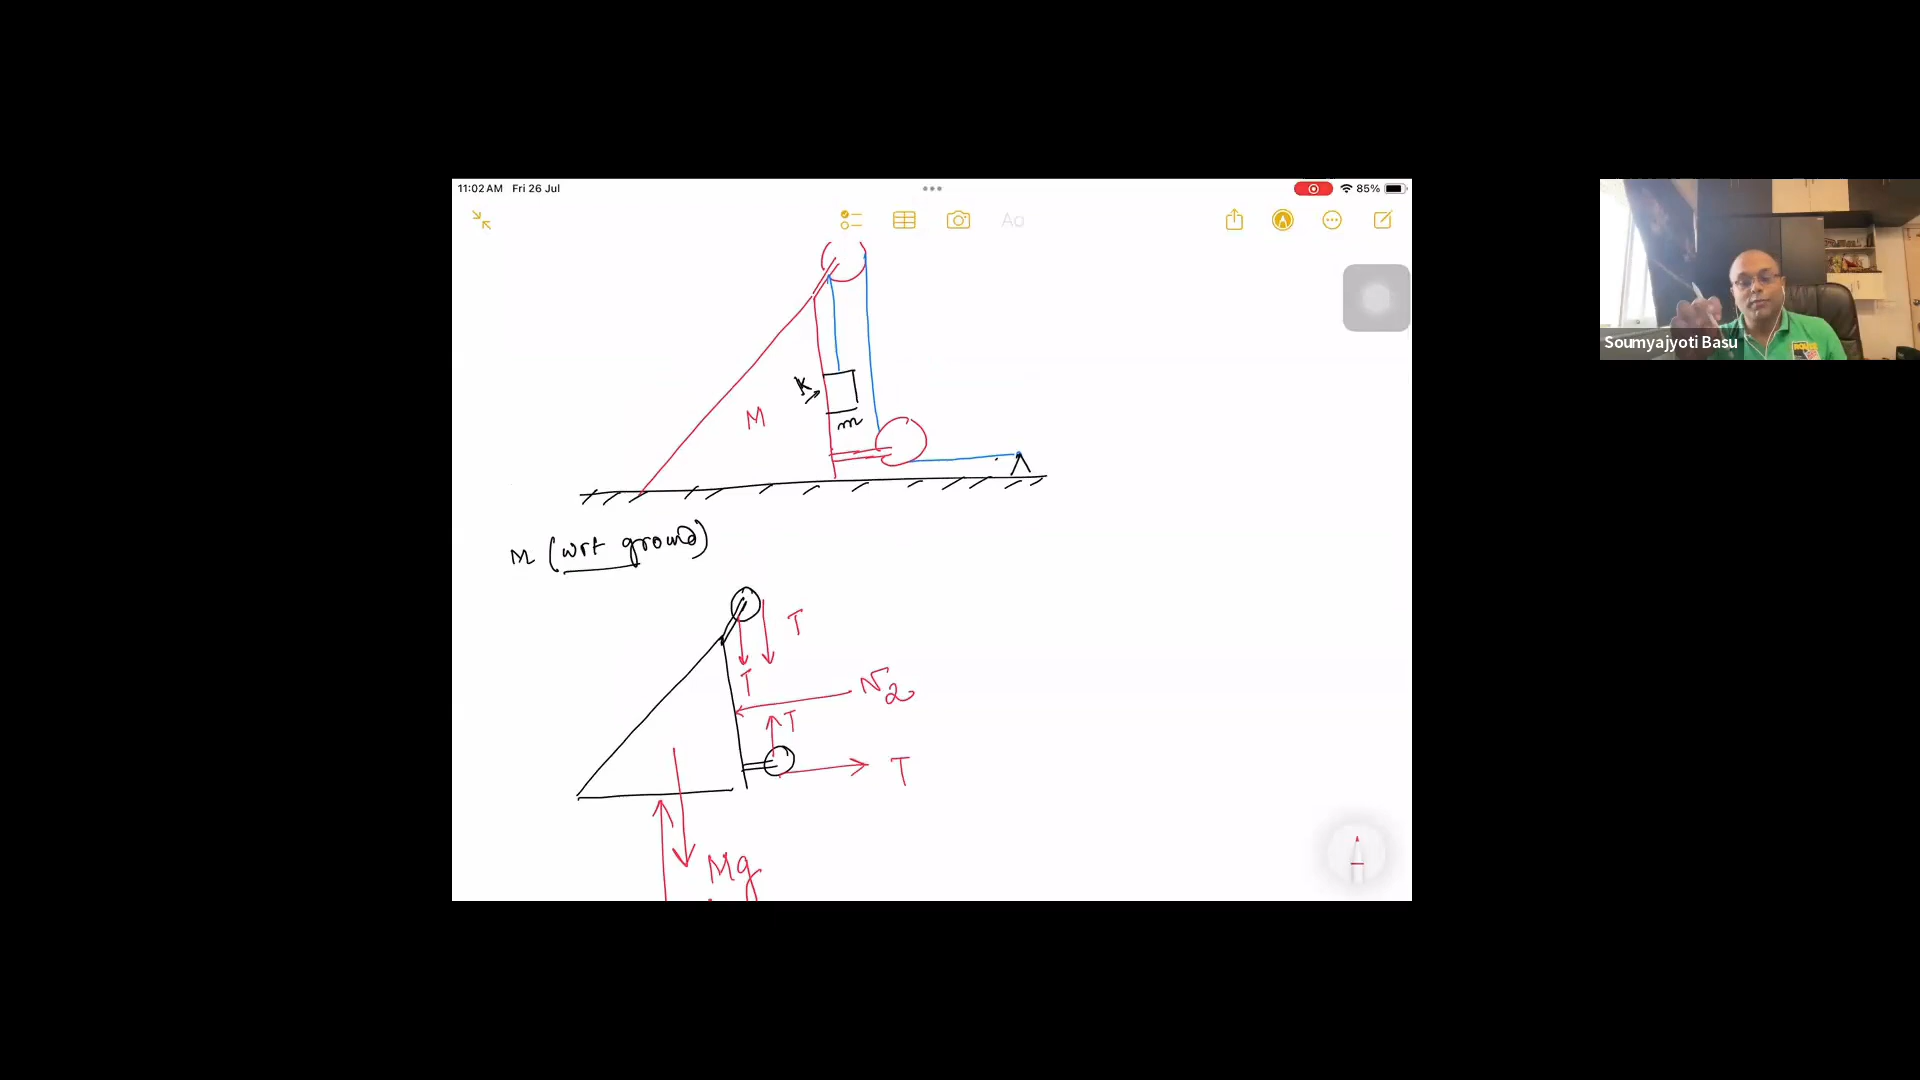 11:02 AM Fri 26 Jul
85%
Aa
K
M
m
M (wrt ground)
T
T
N2
T
T
Mg
Soumyajyoti Basu